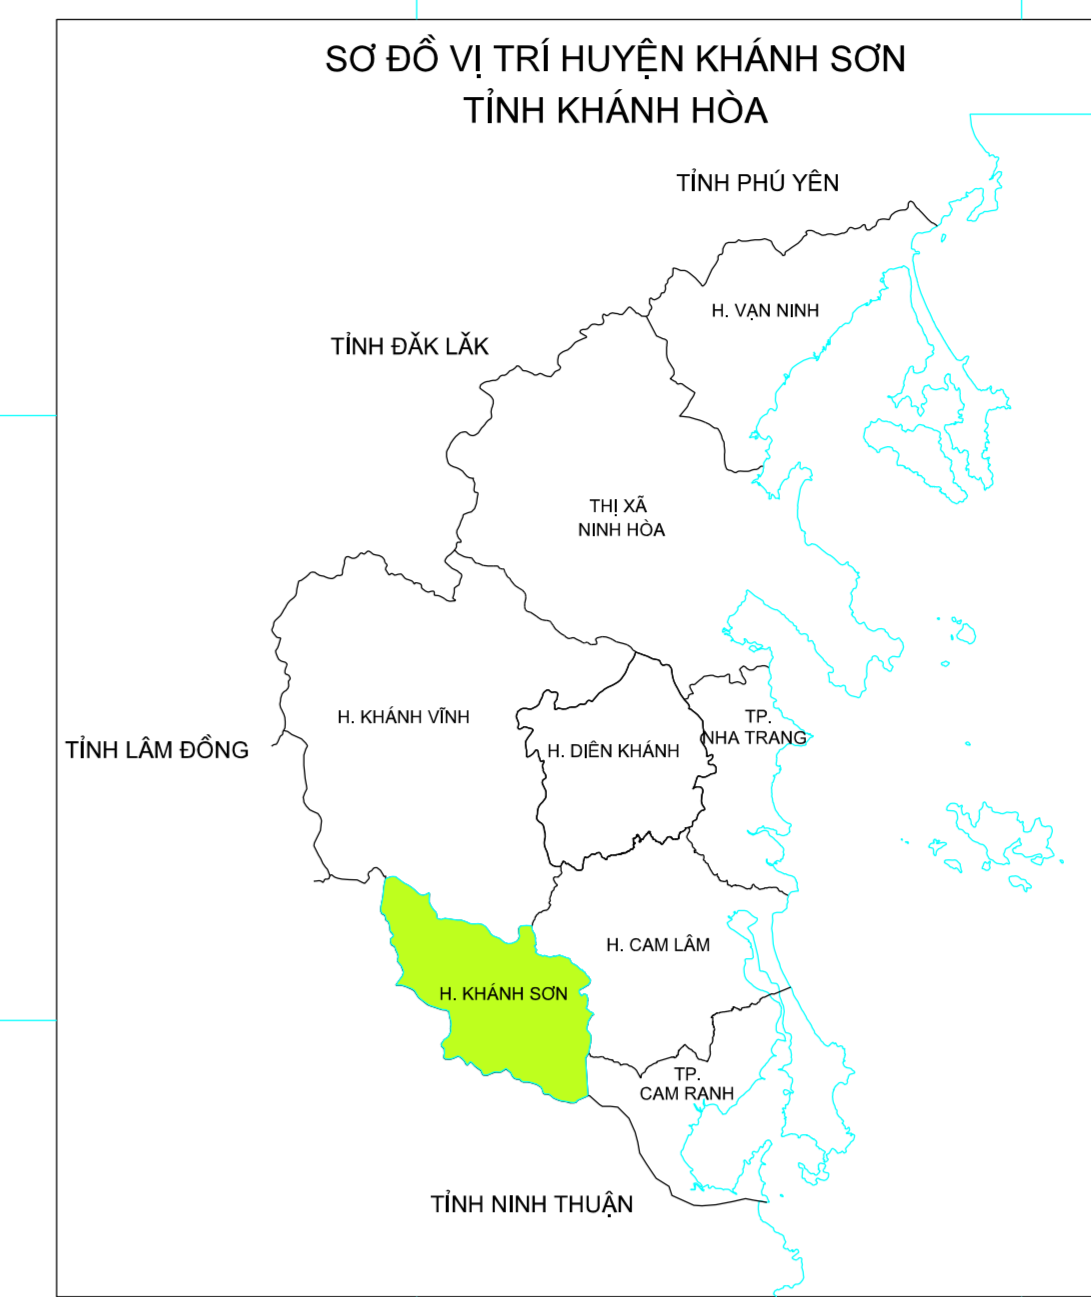 SƠ ĐỒ VỊ TRÍ HUYỆN KHÁNH SƠN
TỈNH KHÁNH HÒA
TỈNH PHÚ YÊN
H. VẠN NINH
TỈNH ĐẮK LẮK
THỊ XÃ
NINH HÒA
H. KHÁNH VĨNH
TP.
NHA TRANG
TỈNH LÂM ĐỒNG
H. DIÊN KHÁNH
H. CAM LÂM
H. KHÁNH SƠN
TP.
CAM RANH
TỈNH NINH THUẬN